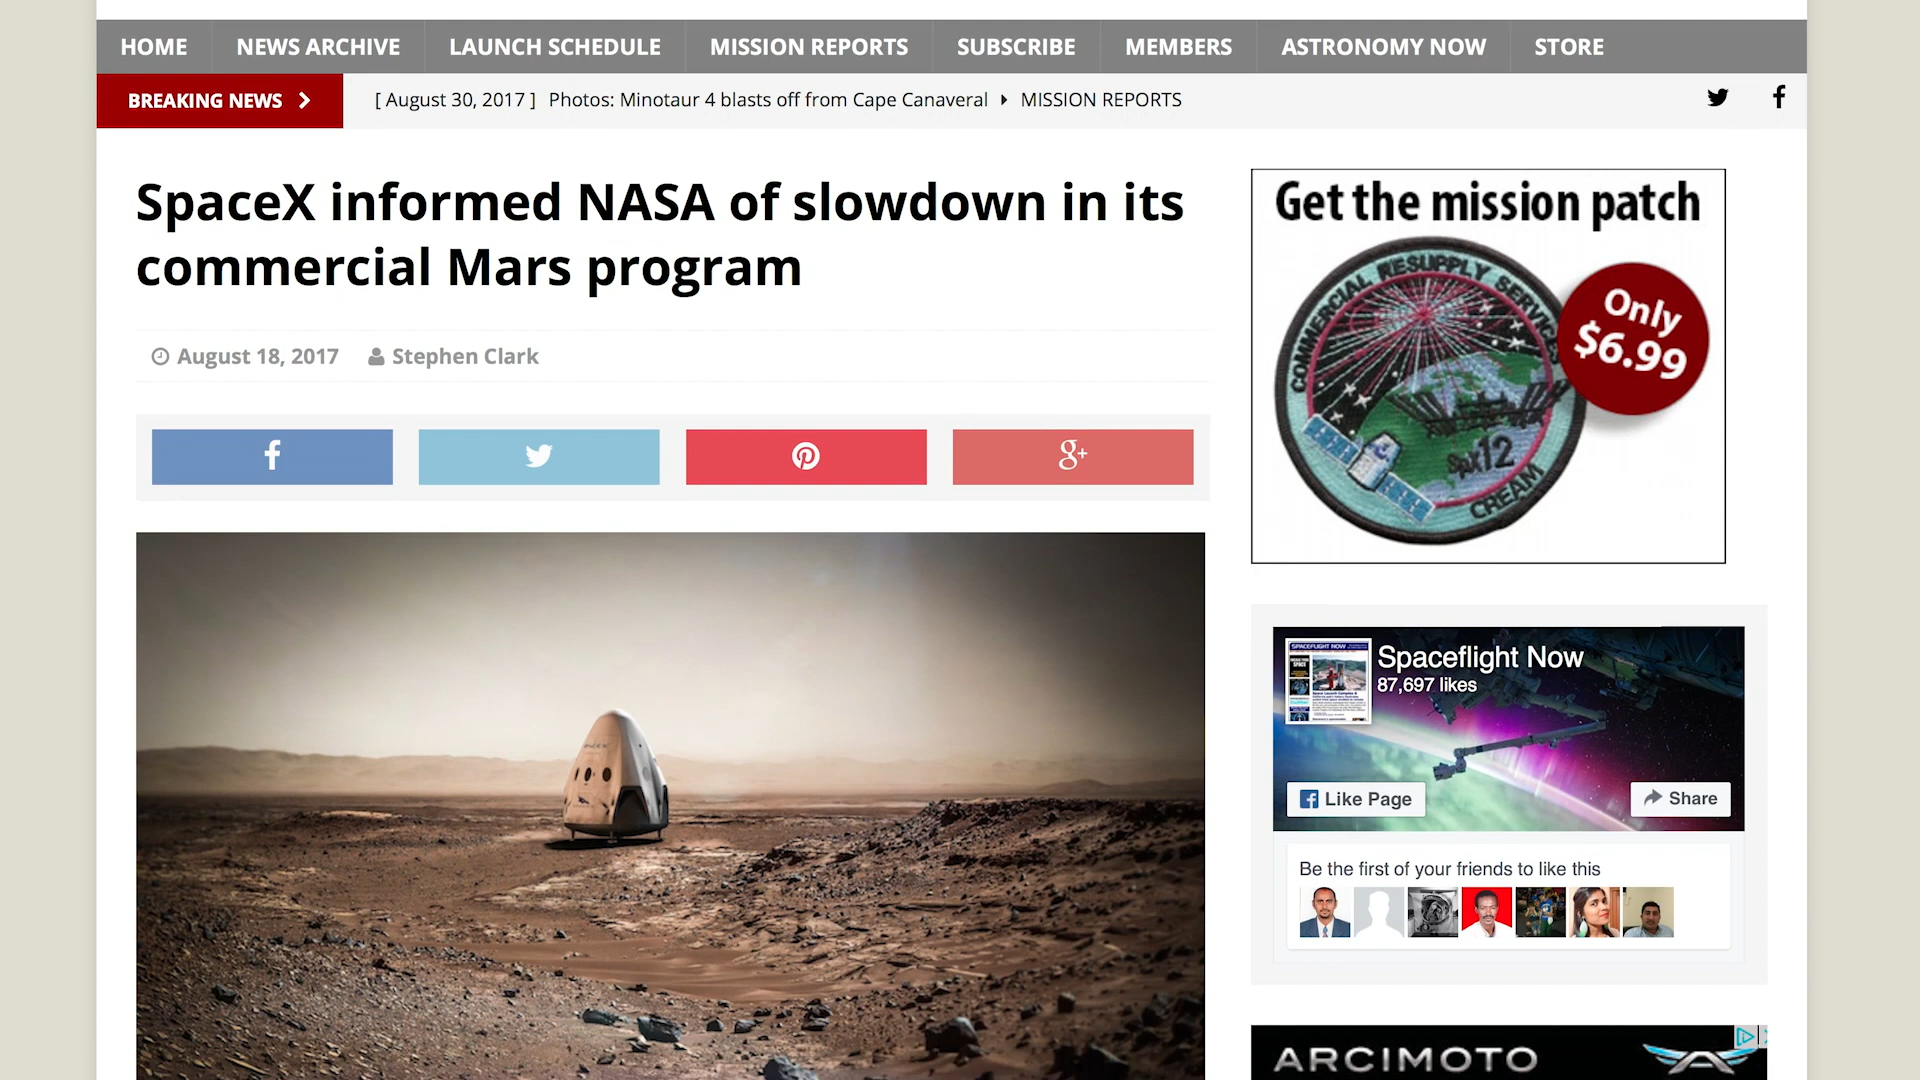 HOME NEWS ARCHIVE LAUNCH SCHEDULE MISSION REPORTS SUBSCRIBE MEMBERS ASTRONOMY NOW STORE
BREAKING NEWS
[ August 30, 2017 ] Photos: Minotaur 4 blasts off from Cape Canaveral MISSION REPORTS
SpaceX informed NASA of slowdown in its
commercial Mars program
August 18, 2017 Stephen Clark
Get the mission patch
COMMERCIAL RESUPPLY SERVICES
SpX12
CREAM
Only
$6.99
Spaceflight Now
87,697 likes
Like Page
Share
Be the first of your friends to like this
ARCIMOTO